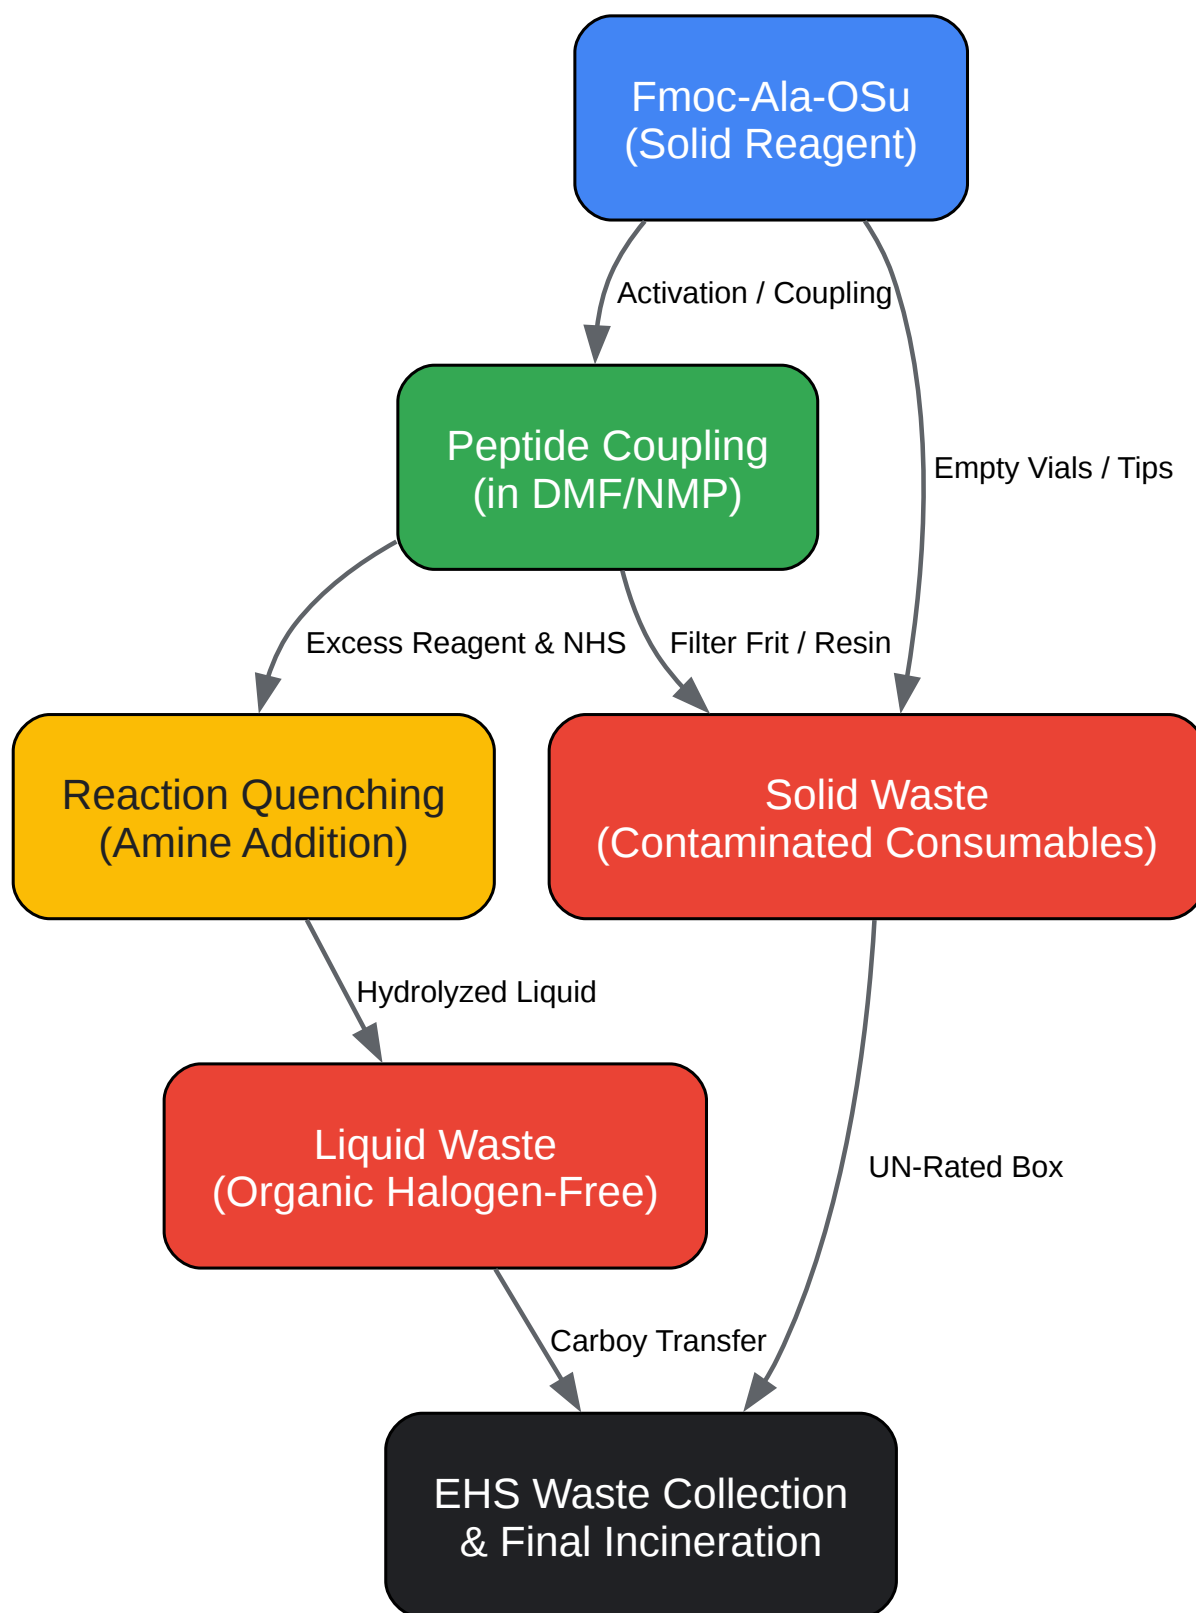 Fmoc-Ala-OSu
(Solid Reagent)
Activation / Coupling
Peptide Coupling
(in DMF/NMP)
Empty Vials / Tips
Excess Reagent & NHS
Filter Frit / Resin
Reaction Quenching
(Amine Addition)
Solid Waste
(Contaminated Consumables)
Hydrolyzed Liquid
Liquid Waste
(Organic Halogen-Free)
UN-Rated Box
Carboy Transfer
EHS Waste Collection
& Final Incineration